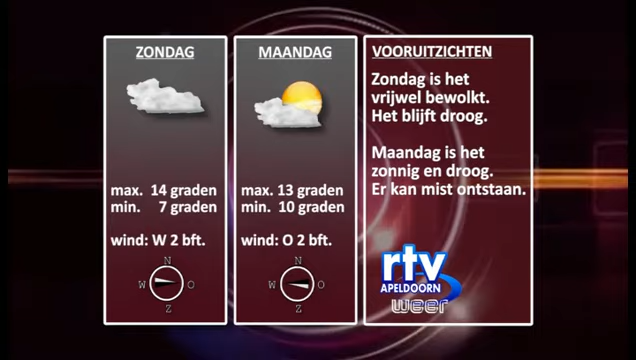 ZONDAG
max. 14 graden
min. 7 graden
wind: W 2 bft.
N
W O
Z
MAANDAG
max. 13 graden
min. 10 graden
wind: O 2 bft.
N
W O
Z
VOORUITZICHTEN
Zondag is het
vrijwel bewolkt.
Het blijft droog.
Maandag is het
zonnig en droog.
Er kan mist ontstaan.
rtv
APELDOORN
weer